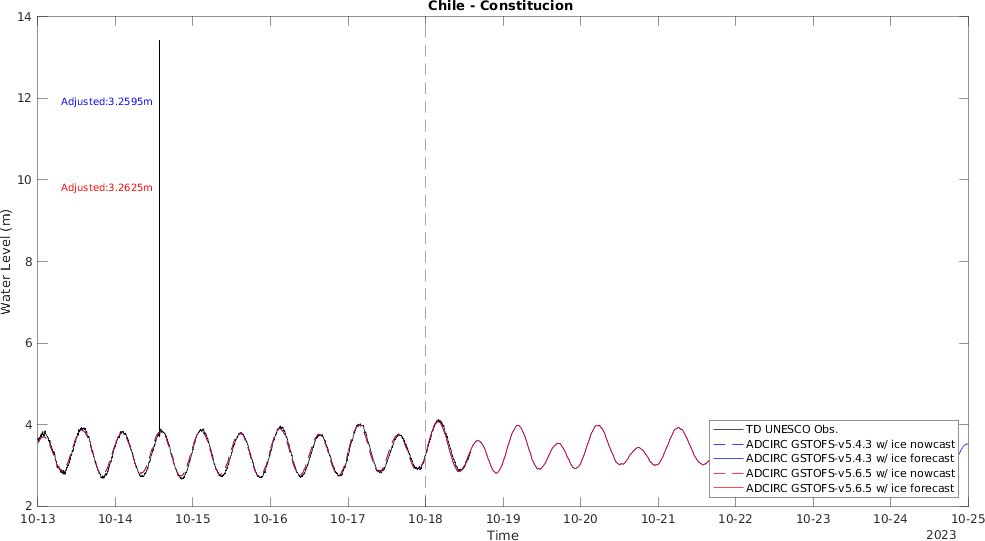 Chile - Constitucion
14
12
10
8
6
4
2
Water Level (m)
Adjusted:3.2595m
Adjusted:3.2625m
TD UNESCO Obs.
ADCIRC GSTOFS-v5.4.3 w/ ice nowcast
ADCIRC GSTOFS-v5.4.3 w/ ice forecast
ADCIRC GSTOFS-v5.6.5 w/ ice nowcast
ADCIRC GSTOFS-v5.6.5 w/ ice forecast
10-13 10-14 10-15 10-16 10-17 10-18 10-19 10-20 10-21 10-22 10-23 10-24 10-25
Time
2023